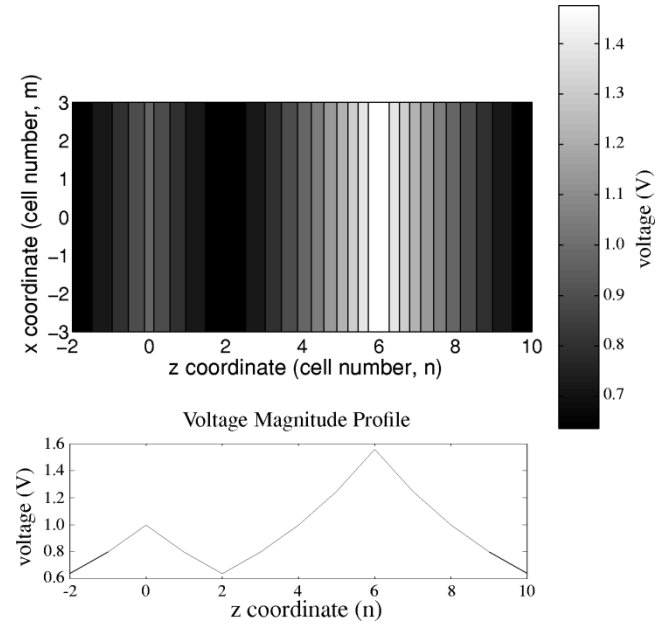 3
2
1
0
−1
−2
−3
x coordinate (cell number, m)
−2 0 2 4 6 8 10
z coordinate (cell number, n)
1.4
1.3
1.2
1.1
1.0
0.9
0.8
0.7
voltage (V)
Voltage Magnitude Profile
1.6
1.4
1.2
1.0
0.8
0.6
voltage (V)
-2 0 2 4 6 8 10
z coordinate (n)